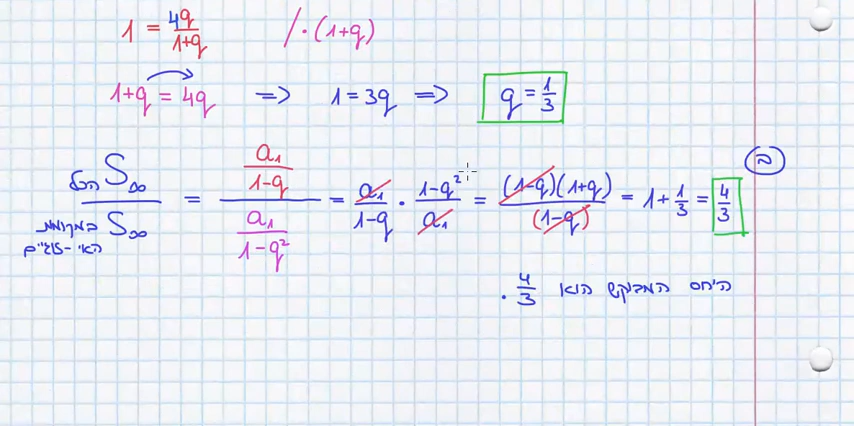 1 = 4q/(1+q)   / · (1+q)
1+q = 4q => 1 = 3q => q = 1/3
ב
S∞ הכל / S∞ במקומות האי-זוגיים = (a₁/(1-q)) / (a₁/(1-q²)) = a₁/(1-q) · (1-q²)/a₁ = (1-q)(1+q)/(1-q) = 1 + 1/3 = 4/3
היחס המבוקש הוא 4/3.